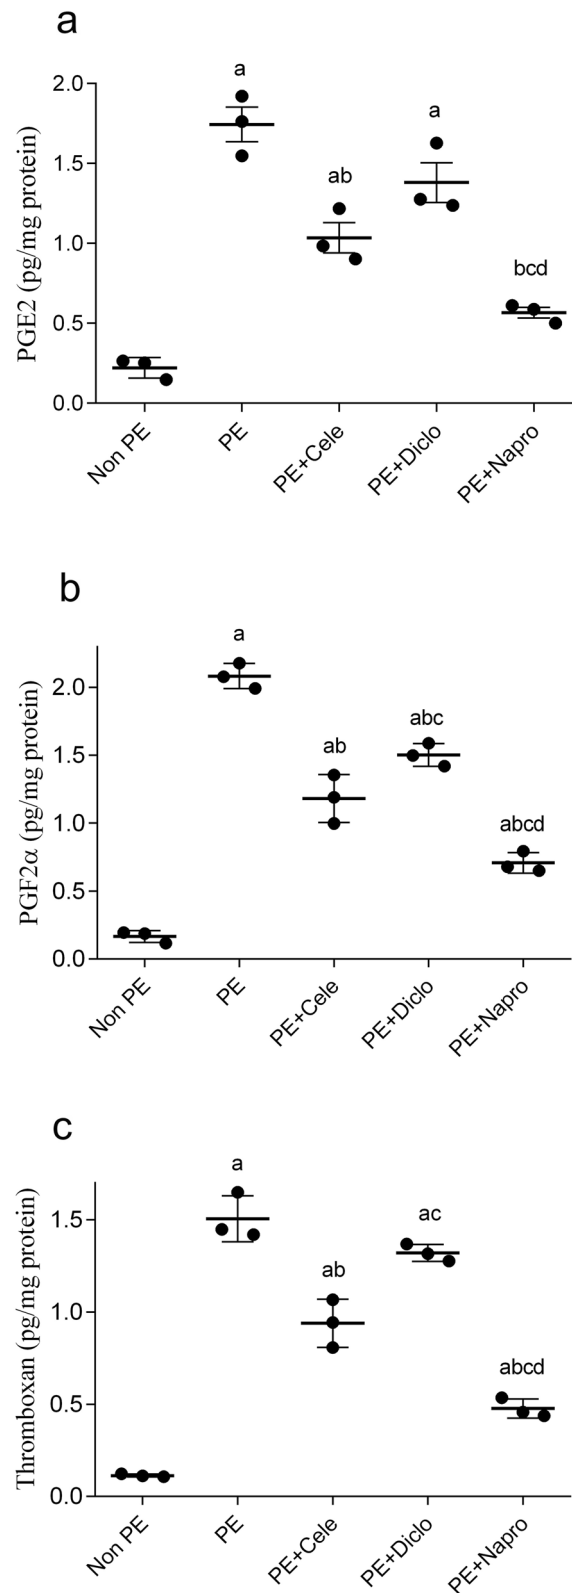 a
PGE2 (pg/mg protein)
2.0
1.5
1.0
0.5
0.0
a
ab
a
bcd
Non PE
PE
PE+Cele
PE+Diclo
PE+Napro
b
PGF2α (pg/mg protein)
2.0
1.5
1.0
0.5
0.0
a
ab
abc
abcd
Non PE
PE
PE+Cele
PE+Diclo
PE+Napro
c
Thromboxan (pg/mg protein)
1.5
1.0
0.5
0.0
a
ab
ac
abcd
Non PE
PE
PE+Cele
PE+Diclo
PE+Napro